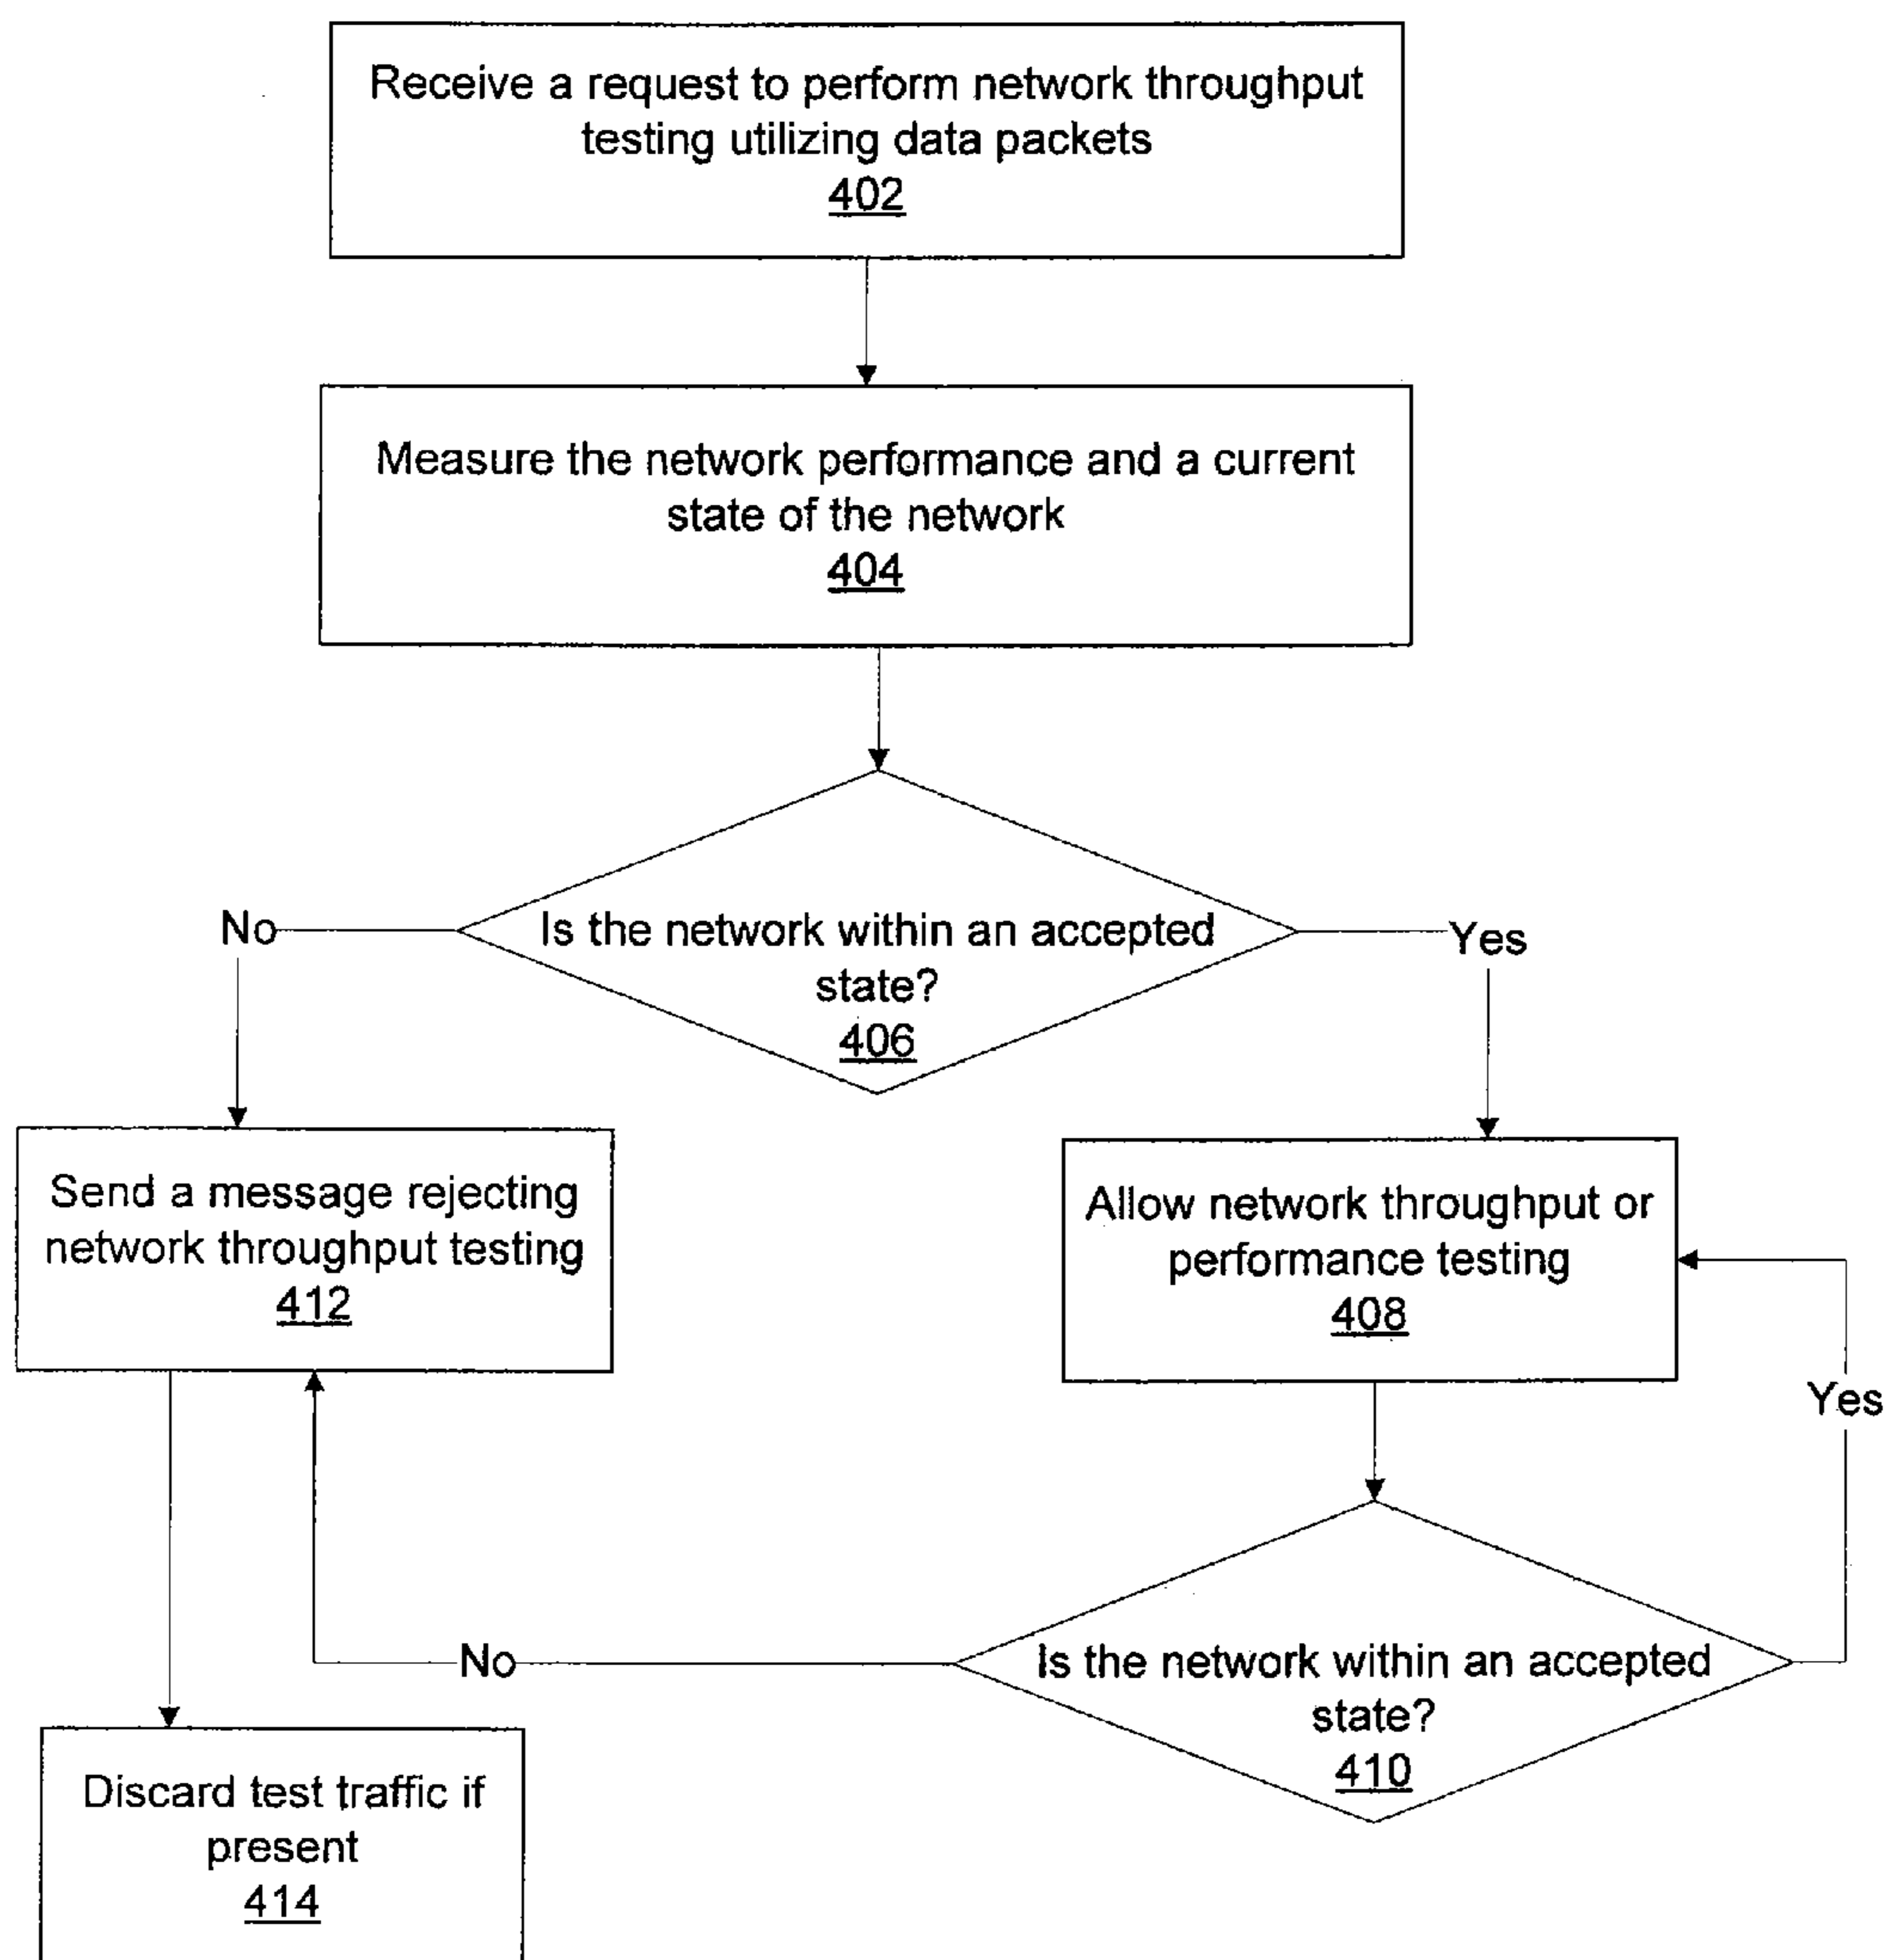 Receive a request to perform network throughput
testing utilizing data packets
402
Measure the network performance and a current
state of the network
404
Is the network within an accepted
state?
406
No
Yes
Send a message rejecting
network throughput testing
412
Allow network throughput or
performance testing
408
Yes
No
Is the network within an accepted
state?
410
Discard test traffic if
present
414